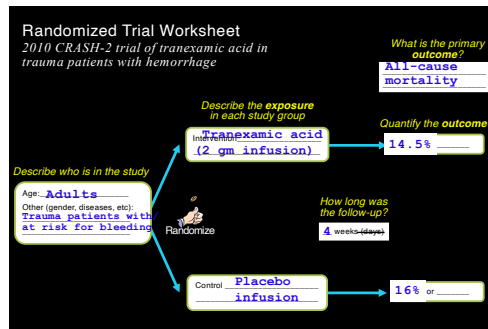 Randomized Trial Worksheet
2010 CRASH-2 trial of tranexamic acid in
trauma patients with hemorrhage
What is the primary
outcome?
All-cause
mortality
Describe the exposure
in each study group
Intervention Tranexamic acid
(2 gm infusion)
Quantify the outcome
14.5%
Describe who is in the study
Age: Adults
Other (gender, diseases, etc):
Trauma patients with/
at risk for bleeding
Randomize
How long was
the follow-up?
4 weeks (days)
Control Placebo
infusion
16% or